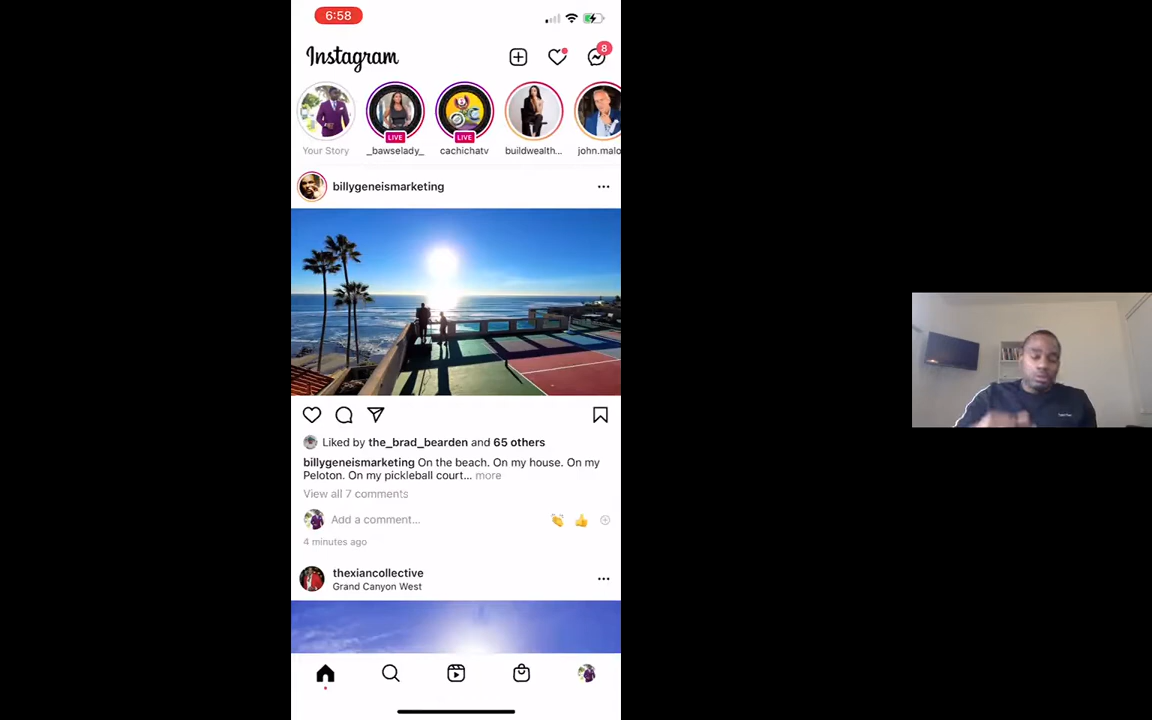 6:58
Instagram
8
LIVE
LIVE
Your Story
_bawselady_
cachichatv
buildwealth...
john.malo
billygeneismarketing
Liked by the_brad_bearden and 65 others
billygeneismarketing On the beach. On my house. On my
Peloton. On my pickleball court... more
View all 7 comments
Add a comment...
4 minutes ago
thexiancollective
Grand Canyon West